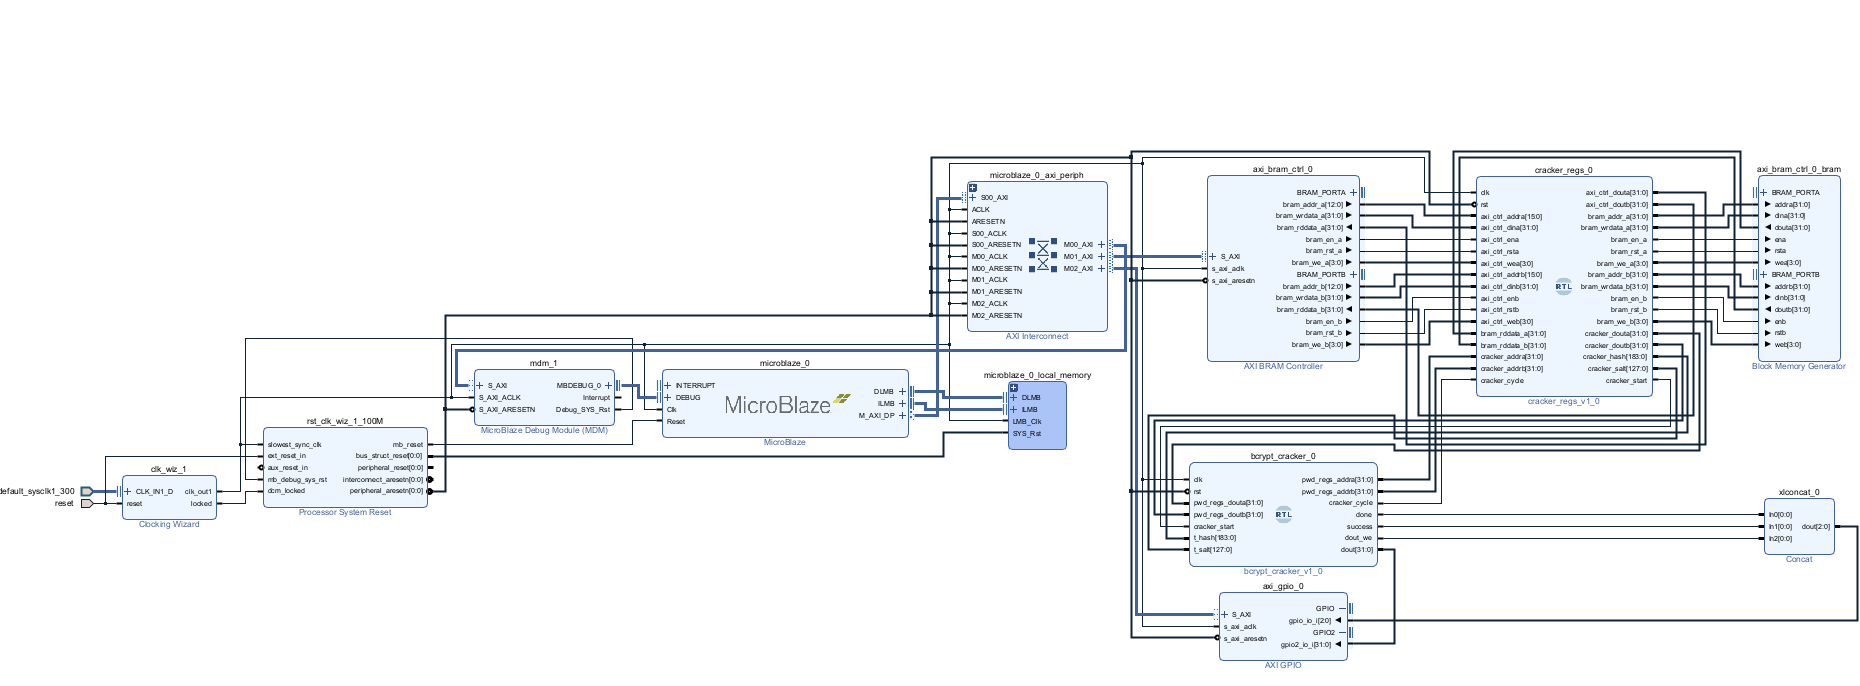 default_sysclk1_300
reset
clk_wiz_1
CLK_IN1_D
reset
clk_out1
locked
Clocking Wizard
rst_clk_wiz_1_100M
slowest_sync_clk
ext_reset_in
aux_reset_in
mb_debug_sys_rst
dcm_locked
mb_reset
bus_struct_reset[0:0]
peripheral_reset[0:0]
interconnect_aresetn[0:0]
peripheral_aresetn[0:0]
Processor System Reset
mdm_1
S_AXI
S_AXI_ACLK
S_AXI_ARESETN
MBDEBUG_0
Interrupt
Debug_SYS_Rst
MicroBlaze Debug Module (MDM)
microblaze_0
INTERRUPT
DEBUG
Clk
Reset
MicroBlaze
DLMB
ILMB
M_AXI_DP
MicroBlaze
microblaze_0_axi_periph
S00_AXI
ACLK
ARESETN
S00_ACLK
S00_ARESETN
M00_ACLK
M00_ARESETN
M01_ACLK
M01_ARESETN
M02_ACLK
M02_ARESETN
M00_AXI
M01_AXI
M02_AXI
AXI Interconnect
microblaze_0_local_memory
DLMB
ILMB
LMB_Clk
SYS_Rst
axi_bram_ctrl_0
S_AXI
s_axi_aclk
s_axi_aresetn
BRAM_PORTA
bram_addr_a[12:0]
bram_wrdata_a[31:0]
bram_rddata_a[31:0]
bram_en_a
bram_rst_a
bram_we_a[3:0]
BRAM_PORTB
bram_addr_b[12:0]
bram_wrdata_b[31:0]
bram_rddata_b[31:0]
bram_en_b
bram_rst_b
bram_we_b[3:0]
AXI BRAM Controller
cracker_regs_0
clk
rst
axi_ctrl_addra[15:0]
axi_ctrl_dina[31:0]
axi_ctrl_ena
axi_ctrl_rsta
axi_ctrl_wea[3:0]
axi_ctrl_addrb[15:0]
axi_ctrl_dinb[31:0]
axi_ctrl_enb
axi_ctrl_rstb
axi_ctrl_web[3:0]
bram_rddata_a[31:0]
bram_rddata_b[31:0]
cracker_addra[31:0]
cracker_addrb[31:0]
cracker_cycle
RTL
axi_ctrl_douta[31:0]
axi_ctrl_doutb[31:0]
bram_addr_a[31:0]
bram_wrdata_a[31:0]
bram_en_a
bram_rst_a
bram_we_a[3:0]
bram_addr_b[31:0]
bram_wrdata_b[31:0]
bram_en_b
bram_rst_b
bram_we_b[3:0]
cracker_douta[31:0]
cracker_doutb[31:0]
cracker_hash[183:0]
cracker_salt[127:0]
cracker_start
cracker_regs_v1_0
axi_bram_ctrl_0_bram
BRAM_PORTA
addra[31:0]
dina[31:0]
douta[31:0]
ena
rsta
wea[3:0]
BRAM_PORTB
addrb[31:0]
dinb[31:0]
doutb[31:0]
enb
rstb
web[3:0]
Block Memory Generator
bcrypt_cracker_0
clk
rst
pwd_regs_douta[31:0]
pwd_regs_doutb[31:0]
cracker_start
t_hash[183:0]
t_salt[127:0]
RTL
pwd_regs_addra[31:0]
pwd_regs_addrb[31:0]
cracker_cycle
done
success
dout_we
dout[31:0]
bcrypt_cracker_v1_0
axi_gpio_0
S_AXI
s_axi_aclk
s_axi_aresetn
GPIO
gpio_io_i[2:0]
GPIO2
gpio2_io_i[31:0]
AXI GPIO
xlconcat_0
In0[0:0]
In1[0:0]
In2[0:0]
dout[2:0]
Concat